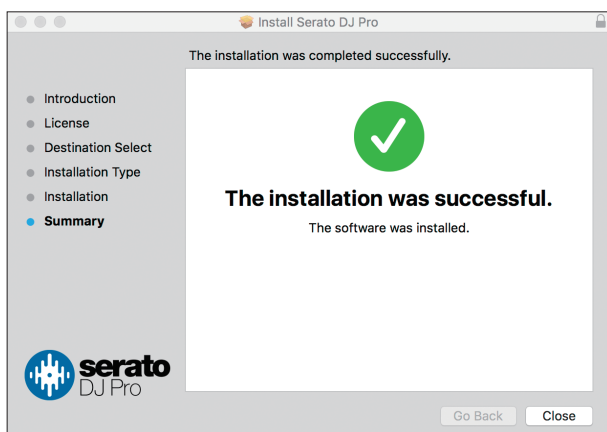 Install Serato DJ Pro
The installation was completed successfully.
Introduction
License
Destination Select
Installation Type
Installation
Summary
The installation was successful.
The software was installed.
serato
DJ Pro
Go Back
Close